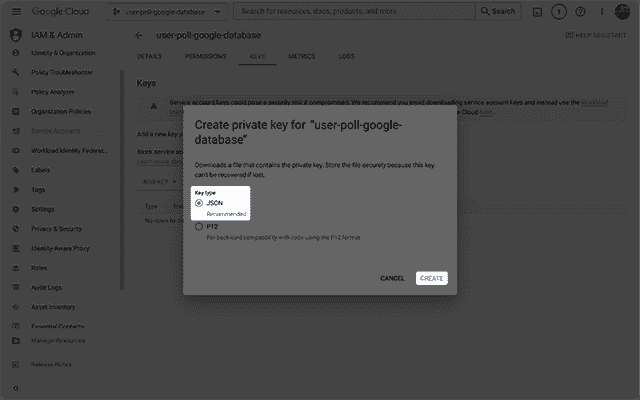 Google Cloud
user-poll-google-database
Search for resources, docs, products, and more
Search
1
IAM & Admin
user-poll-google-database
HELP ASSISTANT
Identity & Organization
Policy Troubleshooter
Policy Analyzer
Organization Policies
Service Accounts
Workload Identity Federa...
Labels
Tags
Settings
Privacy & Security
Identity-Aware Proxy
Roles
Audit Logs
Asset Inventory
Essential Contacts
Manage Resources
Release Notes
DETAILS
PERMISSIONS
KEYS
METRICS
LOGS
Keys
Service account keys could pose a security risk if compromised. We recommend you avoid downloading service account keys and instead use the Workload
Cloud here.
Add a new key
Block service
ADD KEY
Type
No rows to
Create private key for "user-poll-google-
database"
Downloads a file that contains the private key. Store the file securely because this key
can't be recovered if lost.
Key type
JSON
Recommended
P12
For backward compatibility with code using the P12 format
CANCEL
CREATE